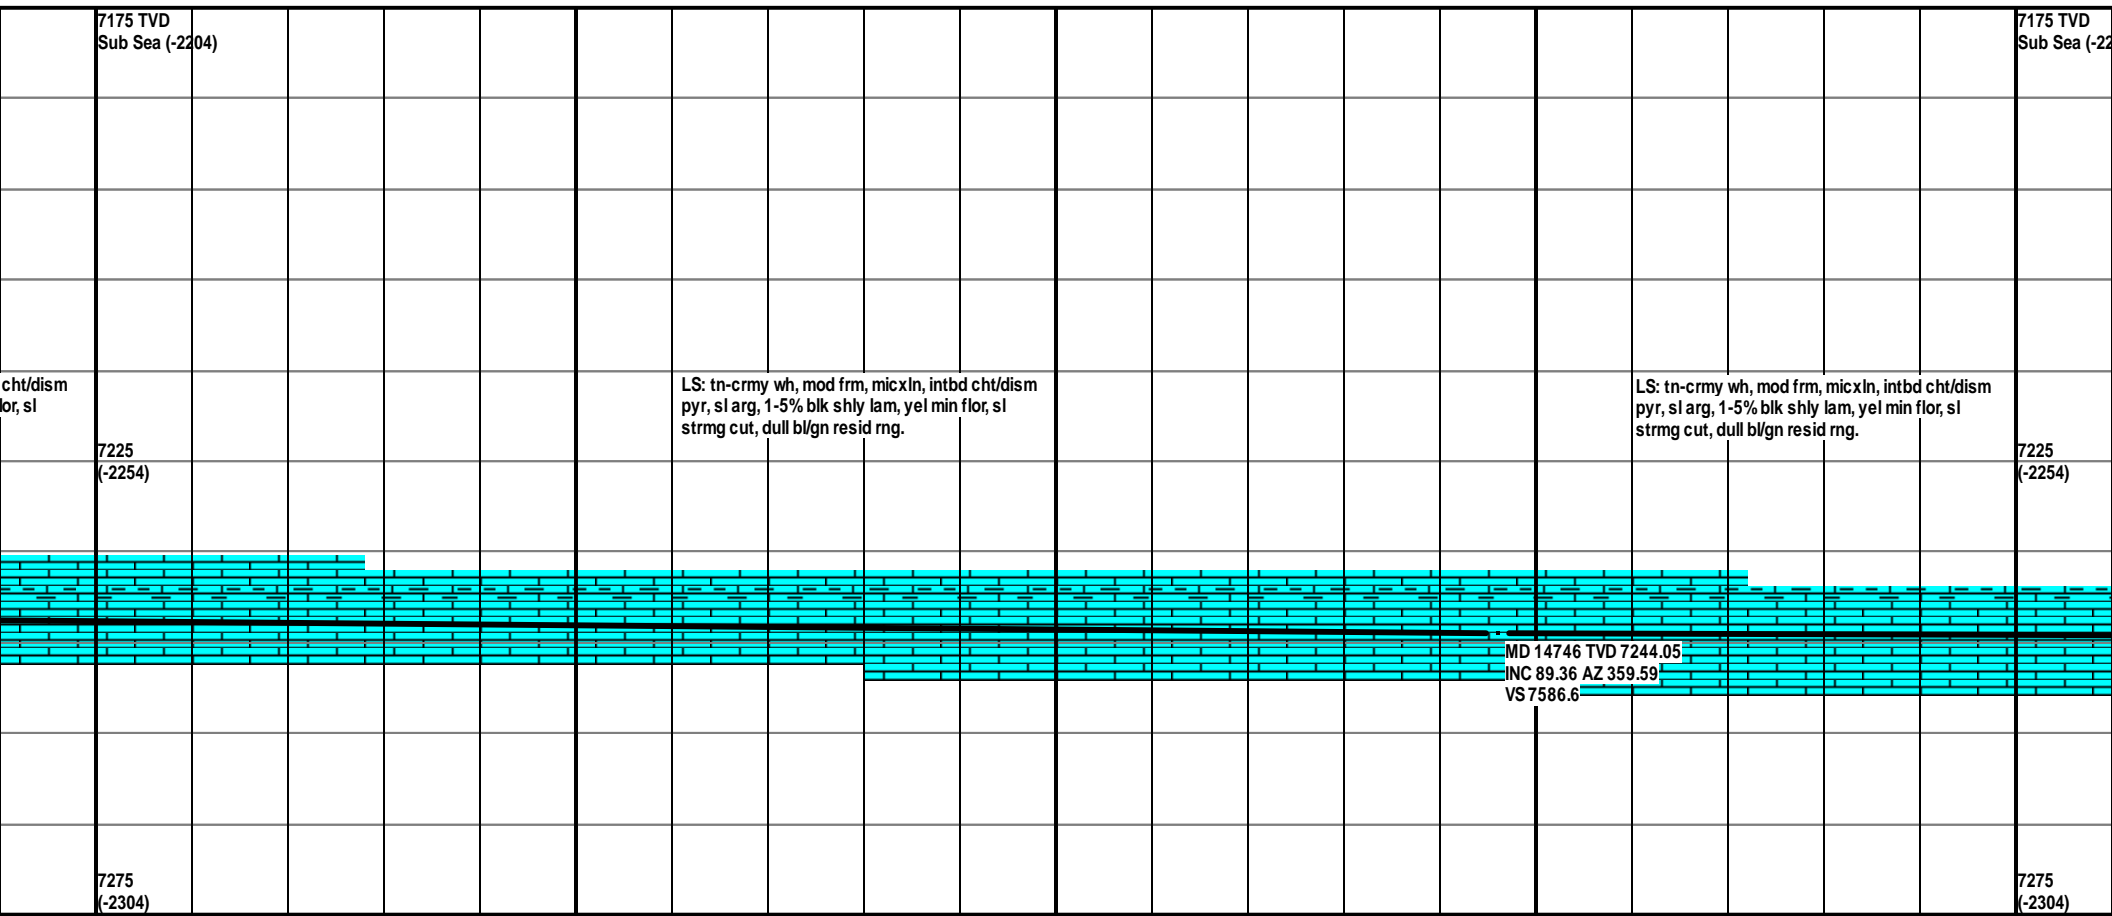 7175 TVD
Sub Sea (-2204)
7175 TVD
Sub Sea (-22
cht/dism
lor, sl
LS: tn-crmy wh, mod frm, micxln, intbd cht/dism
pyr, sl arg, 1-5% blk shly lam, yel min flor, sl
strmg cut, dull bl/gn resid rng.
LS: tn-crmy wh, mod frm, micxln, intbd cht/dism
pyr, sl arg, 1-5% blk shly lam, yel min flor, sl
strmg cut, dull bl/gn resid rng.
7225
(-2254)
7225
(-2254)
MD 14746 TVD 7244.05
INC 89.36 AZ 359.59
VS 7586.6
7275
(-2304)
7275
(-2304)